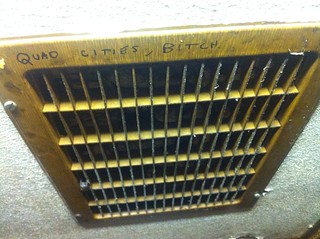 QUAD CITIES, BITCH